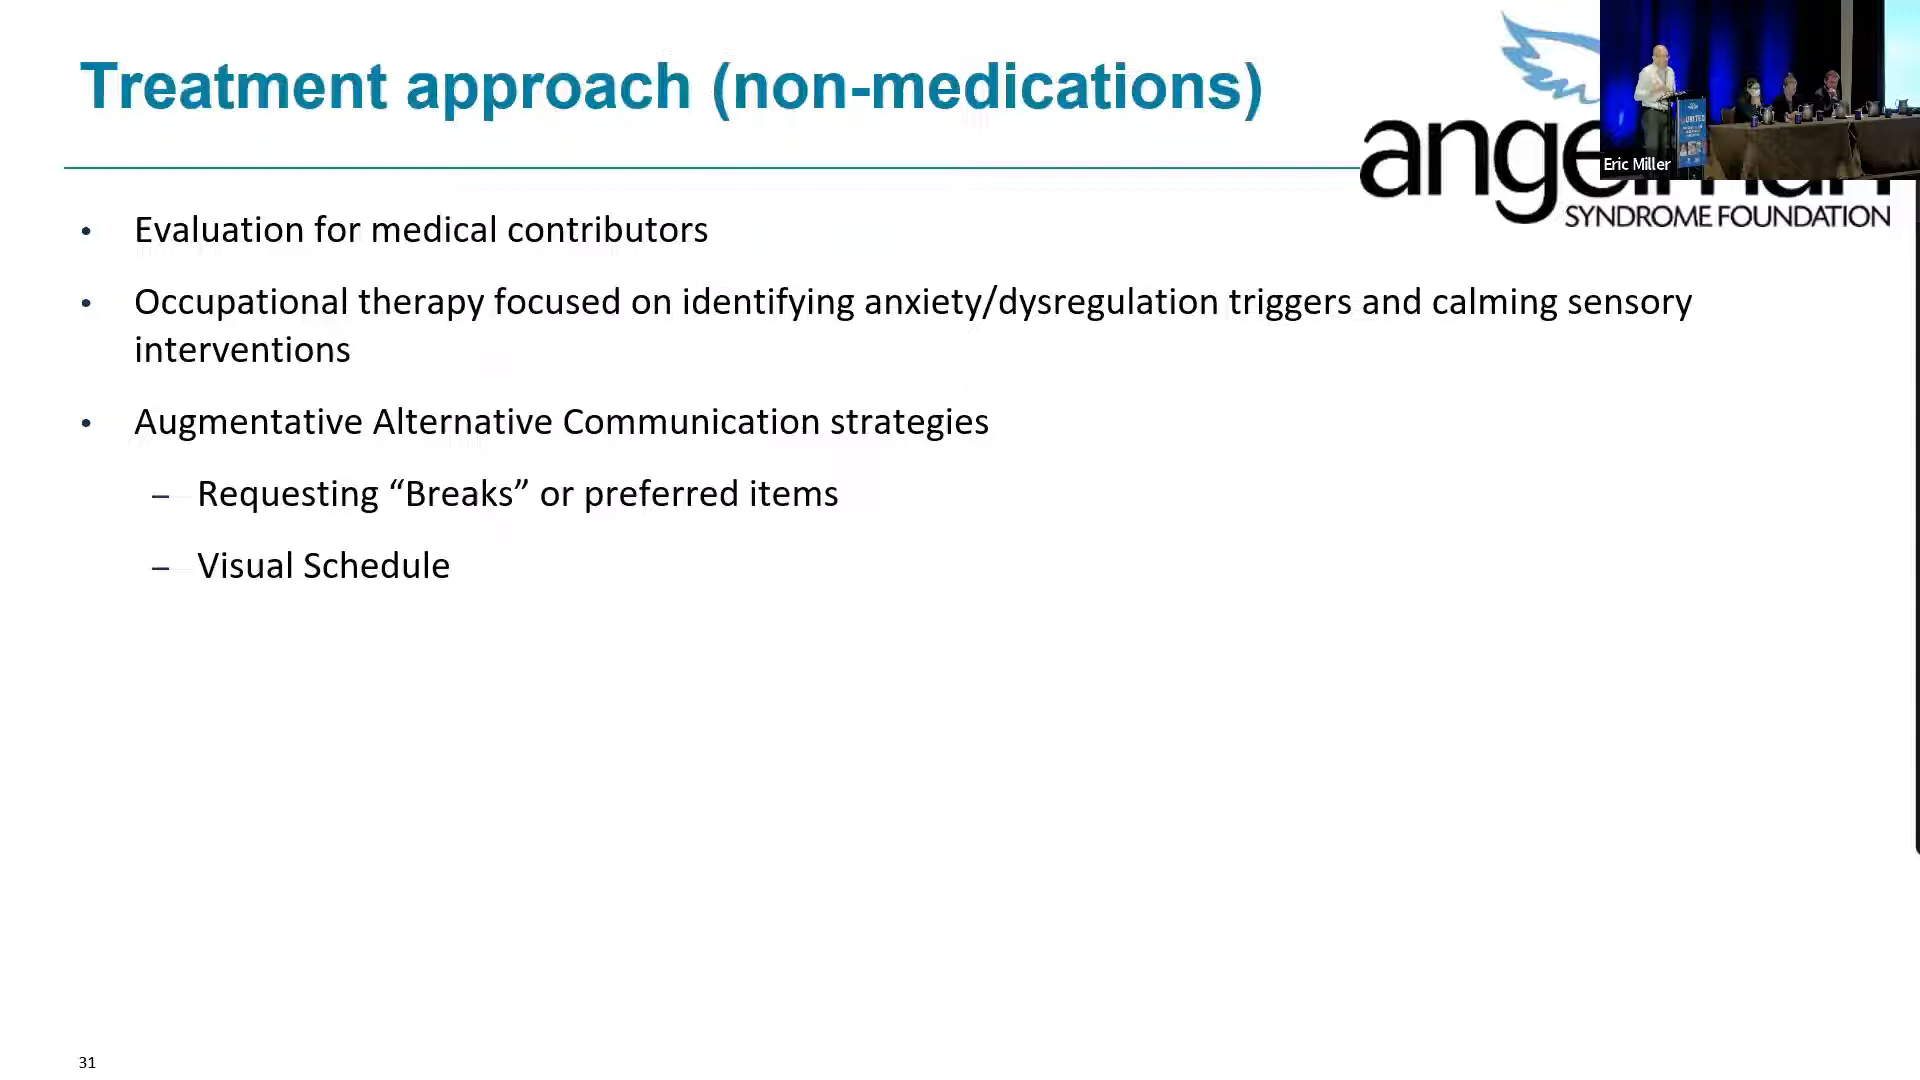 Treatment approach (non-medications)
Eric Miller
SYNDROME FOUNDATION
• Evaluation for medical contributors
• Occupational therapy focused on identifying anxiety/dysregulation triggers and calming sensory
interventions
• Augmentative Alternative Communication strategies
– Requesting “Breaks” or preferred items
– Visual Schedule
31